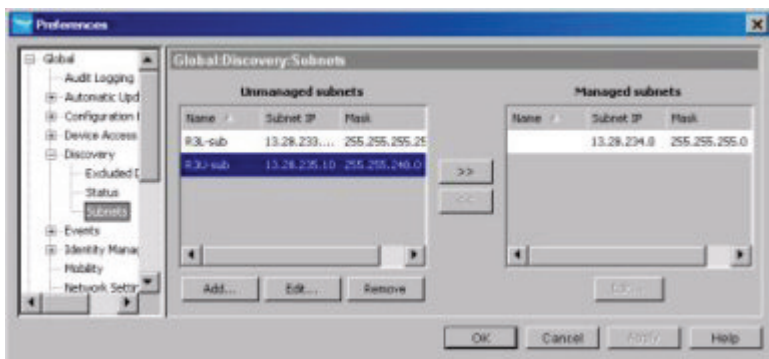 Preferences
Global
Audit Logging
Automatic Upd
Configuration
Device Access
Discovery
Excluded D
Status
Subnets
Events
Identity Manag
Mobility
Network Settin
Global:Discovery:Subnets
Unmanaged subnets
Name Subnet IP Mask
R3L-sub 13.28.233.... 255.255.255.25
R3U-sub 13.28.235.10 255.255.248.0
Add... Edit... Remove
>>
<<
Managed subnets
Name Subnet IP Mask
13.28.234.0 255.255.255.0
Edit...
OK Cancel Apply Help